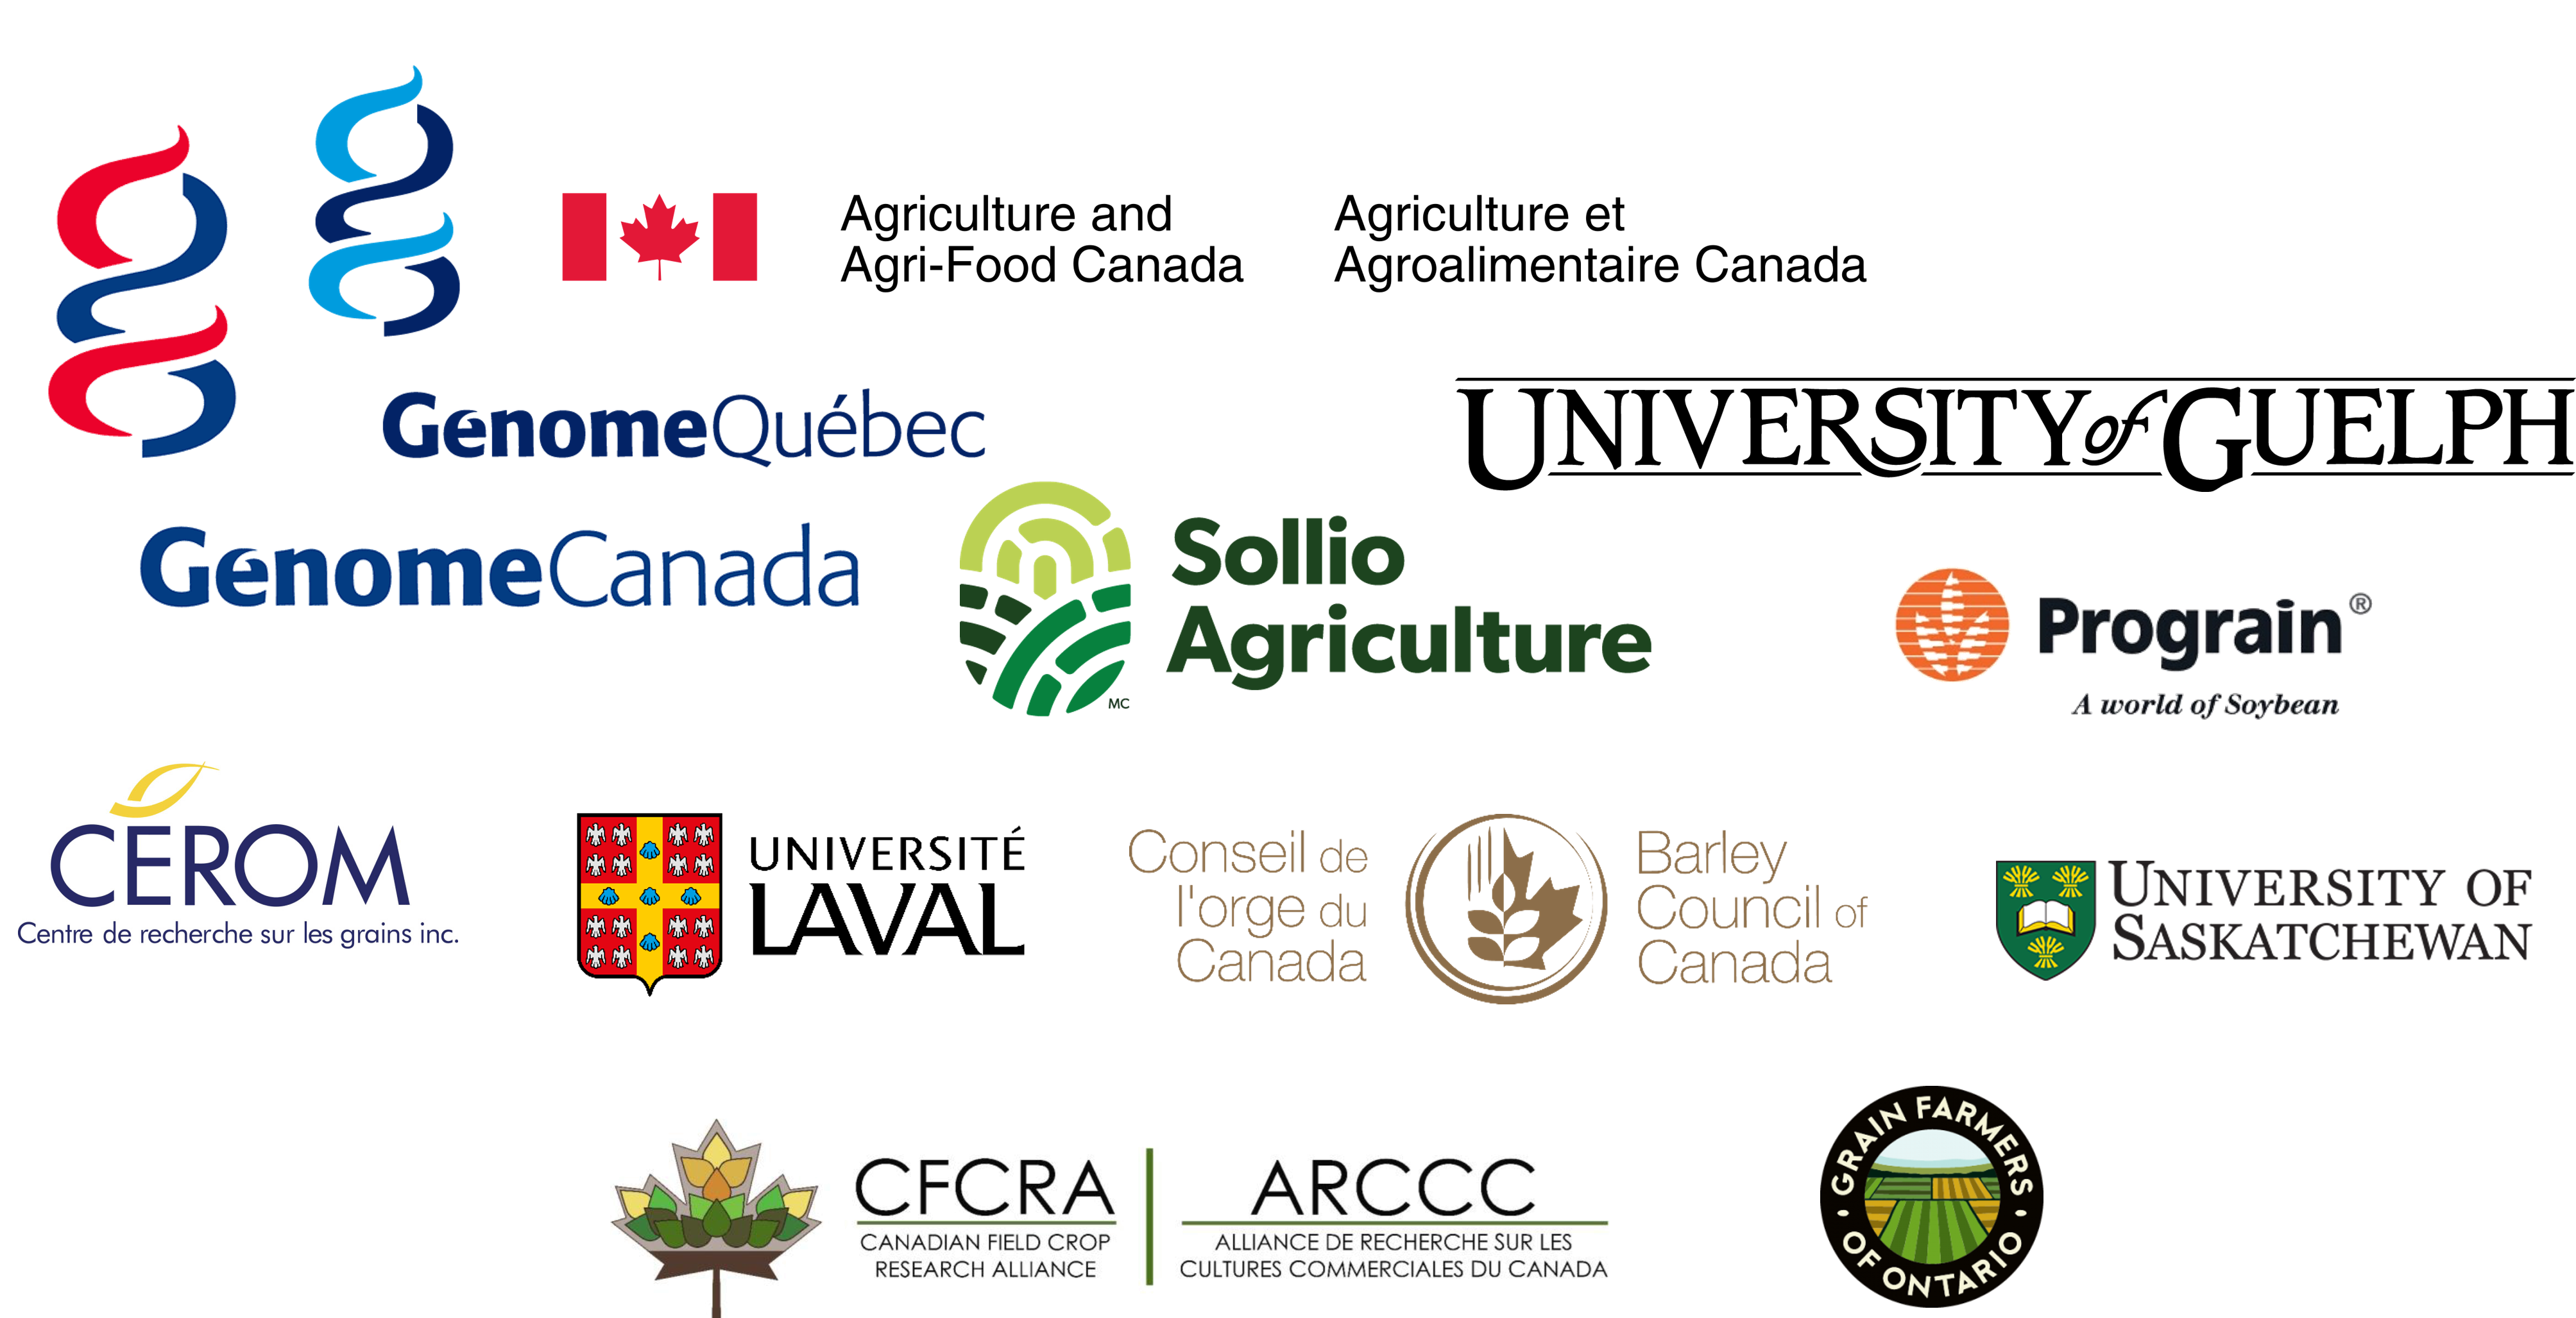 Agriculture and
Agri-Food Canada
Agriculture et
Agroalimentaire Canada
GenomeQuébec
UNIVERSITY of GUELPH
GenomeCanada
Sollio
Agriculture
MC
Prograin®
A world of Soybean
CÉROM
Centre de recherche sur les grains inc.
UNIVERSITÉ
LAVAL
Conseil de
l'orge du
Canada
Barley
Council of
Canada
UNIVERSITY OF
SASKATCHEWAN
CFCRA
CANADIAN FIELD CROP
RESEARCH ALLIANCE
ARCCC
ALLIANCE DE RECHERCHE SUR LES
CULTURES COMMERCIALES DU CANADA
GRAIN FARMERS
• OF ONTARIO •